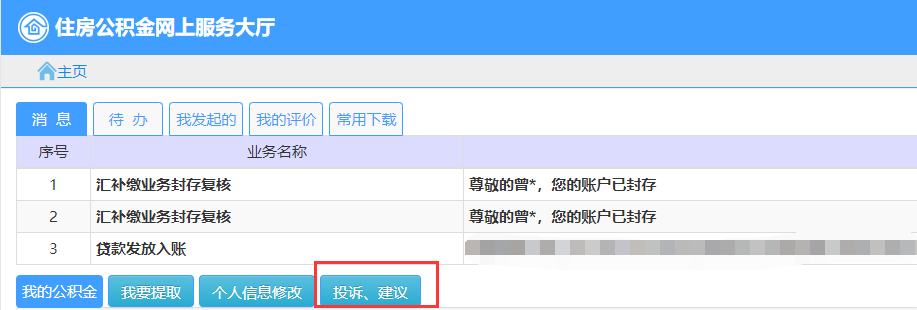 住房公积金网上服务大厅
主页
消 息 待 办 我发起的 我的评价 常用下载
序号 业务名称
1 汇补缴业务封存复核 尊敬的曾*，您的账户已封存
2 汇补缴业务封存复核 尊敬的曾*，您的账户已封存
3 贷款发放入账
我的公积金 我要提取 个人信息修改 投诉、建议